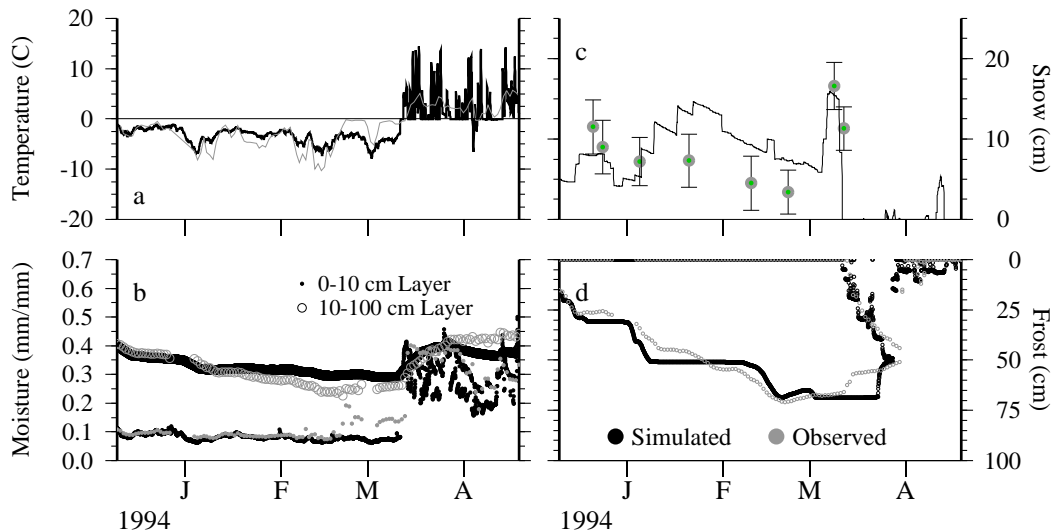 20
10
0
-10
-20
Temperature (C)
a
c
20
10
0
Snow (cm)
J F M A
J F M A
0.7
0.6
0.5
0.4
0.3
0.2
0.1
0.0
Moisture (mm/mm)
b
0-10 cm Layer
10-100 cm Layer
J F M A
1994
d
0
25
50
75
100
Frost (cm)
Simulated
Observed
J F M A
1994